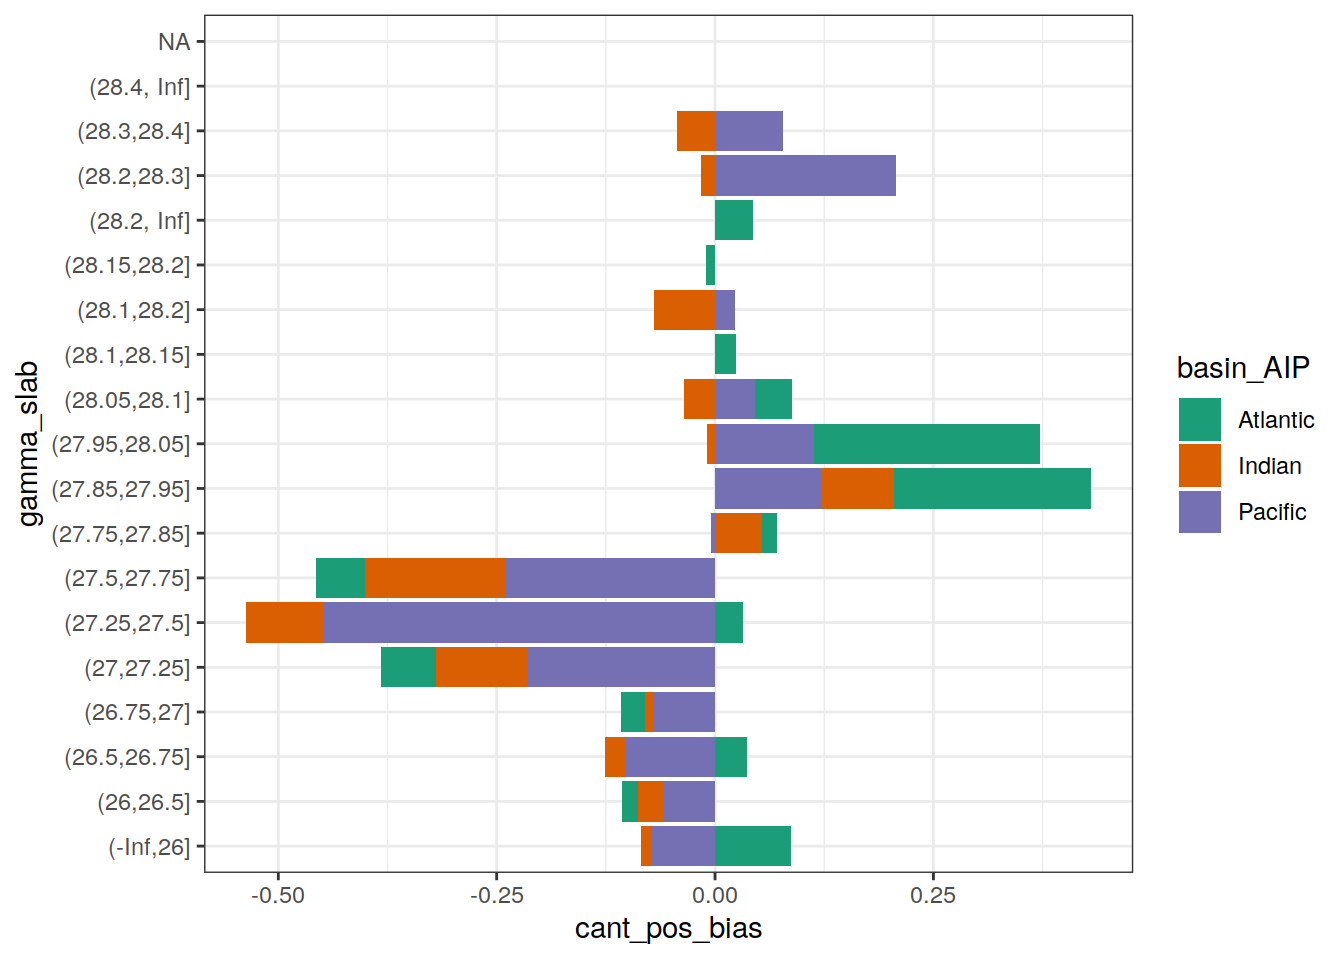 NA
(28.4, Inf]
(28.3,28.4]
(28.2,28.3]
(28.2, Inf]
(28.15,28.2]
(28.1,28.2]
(28.1,28.15]
(28.05,28.1]
(27.95,28.05]
(27.85,27.95]
(27.75,27.85]
(27.5,27.75]
(27.25,27.5]
(27,27.25]
(26.75,27]
(26.5,26.75]
(26,26.5]
(-Inf,26]
gamma_slab
-0.50
-0.25
0.00
0.25
cant_pos_bias
basin_AIP
Atlantic
Indian
Pacific